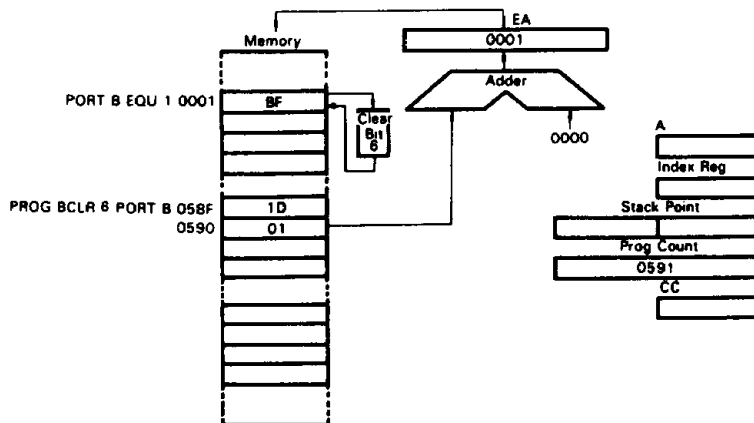 EA
0001
Memory
Adder
PORT B EQU 1 0001
BF
Clear
Bit
6
0000
A
Index Reg
PROG BCLR 6 PORT B 058F
1D
Stack Point
0590
01
Prog Count
0591
CC